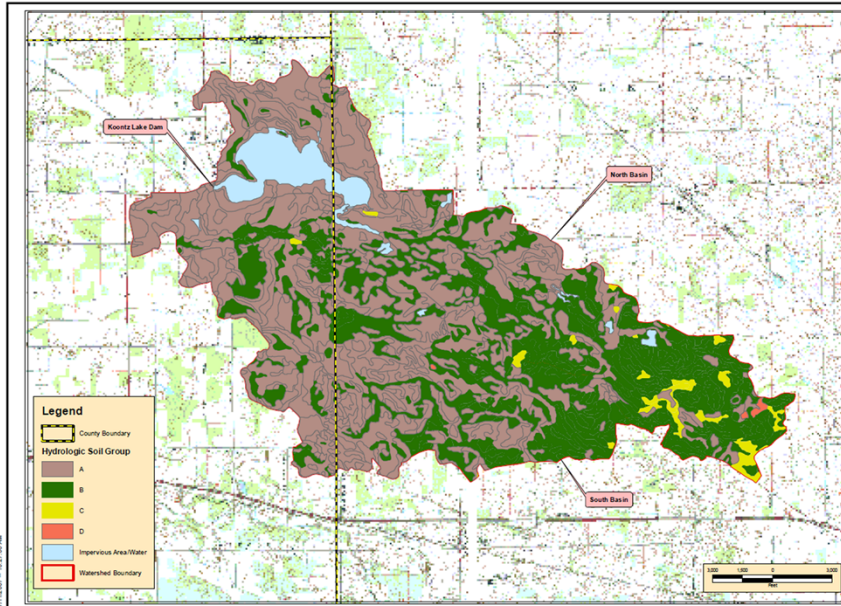 Koontz Lake Dam
North Basin
South Basin
Legend
County Boundary
Hydrologic Soil Group
A
B
C
D
Impervious Area/Water
Watershed Boundary
3,000 1,500 0 3,000
Feet